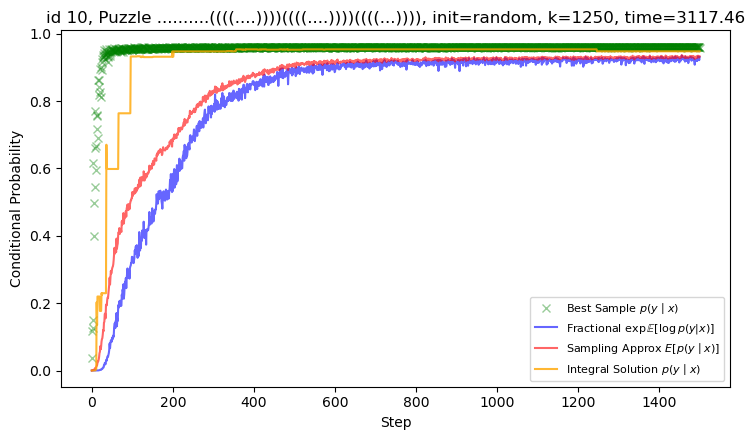 id 10, Puzzle ..........((((....))))((((....))))((((...)))), init=random, k=1250, time=3117.46
1.0
0.8
0.6
0.4
0.2
0.0
Conditional Probability
0
200
400
600
800
1000
1200
1400
Step
Best Sample p(y | x)
Fractional exp 𝔼[log p(y|x)]
Sampling Approx E[p(y | x)]
Integral Solution p(y | x)